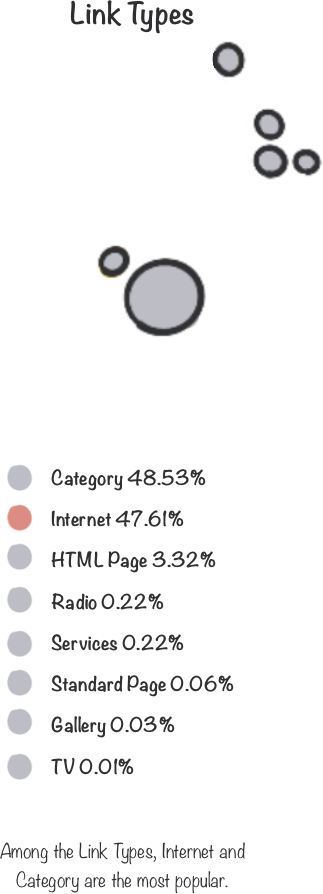 Link Types
Category 48.53%
Internet 47.61%
HTML Page 3.32%
Radio 0.22%
Services 0.22%
Standard Page 0.06%
Gallery 0.03%
TV 0.01%
Among the Link Types, Internet and
Category are the most popular.